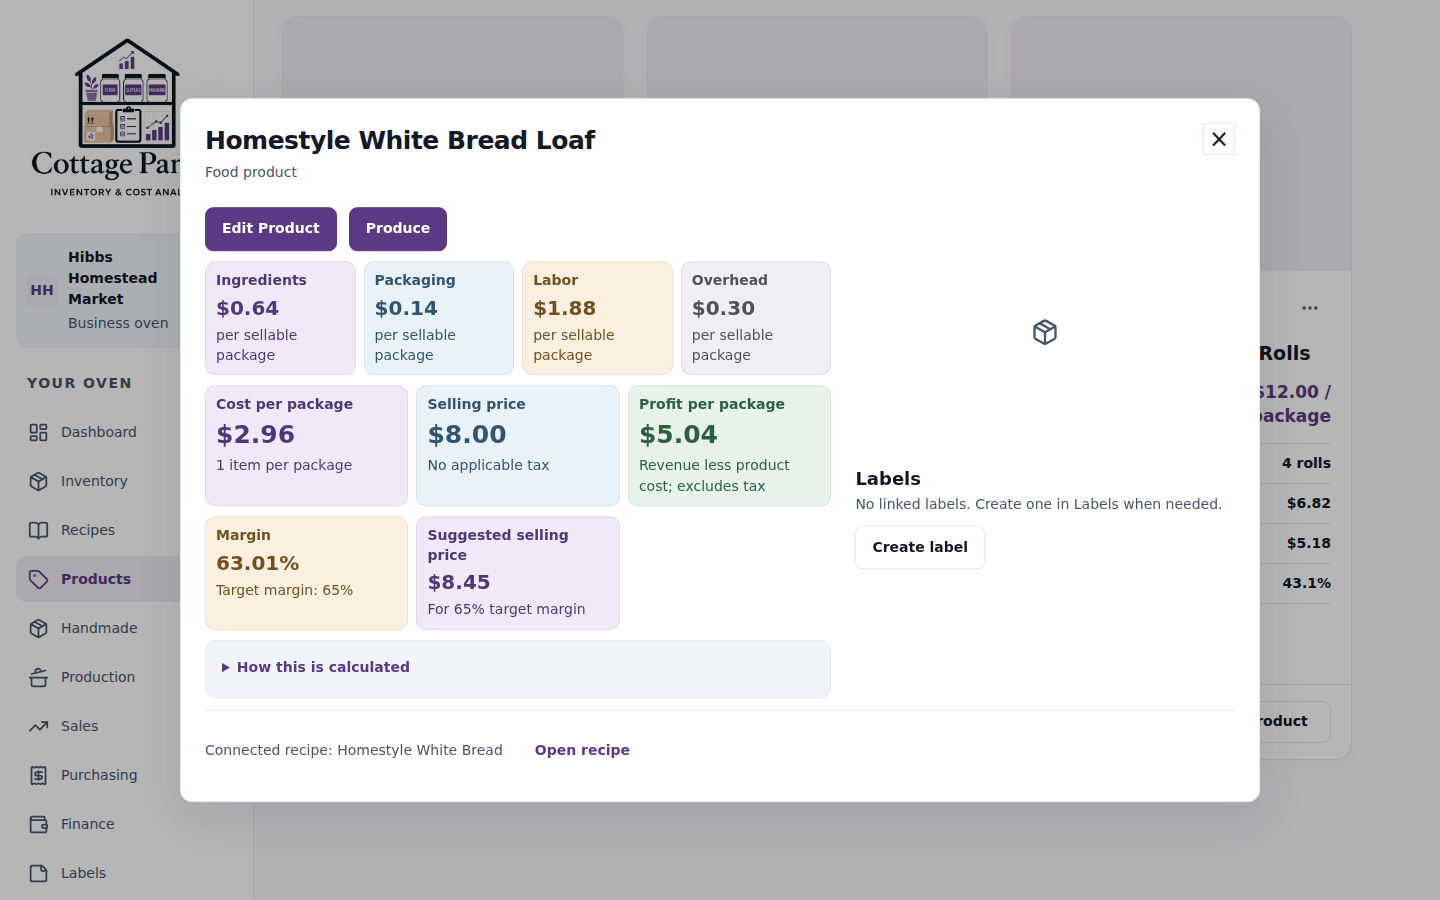 Cottage Pan
INVENTORY & COST ANAL
Hibbs
Homestead
Market
HH
Business oven
YOUR OVEN
Dashboard
Inventory
Recipes
Products
Handmade
Production
Sales
Purchasing
Finance
Labels
Homestyle White Bread Loaf
Food product
Edit Product
Produce
Ingredients
$0.64
per sellable
package
Packaging
$0.14
per sellable
package
Labor
$1.88
per sellable
package
Overhead
$0.30
per sellable
package
Cost per package
$2.96
1 item per package
Selling price
$8.00
No applicable tax
Profit per package
$5.04
Revenue less product
cost; excludes tax
Margin
63.01%
Target margin: 65%
Suggested selling
price
$8.45
For 65% target margin
How this is calculated
Labels
No linked labels. Create one in Labels when needed.
Create label
Connected recipe: Homestyle White Bread
Open recipe
Rolls
$12.00 /
package
4 rolls
$6.82
$5.18
43.1%
roduct